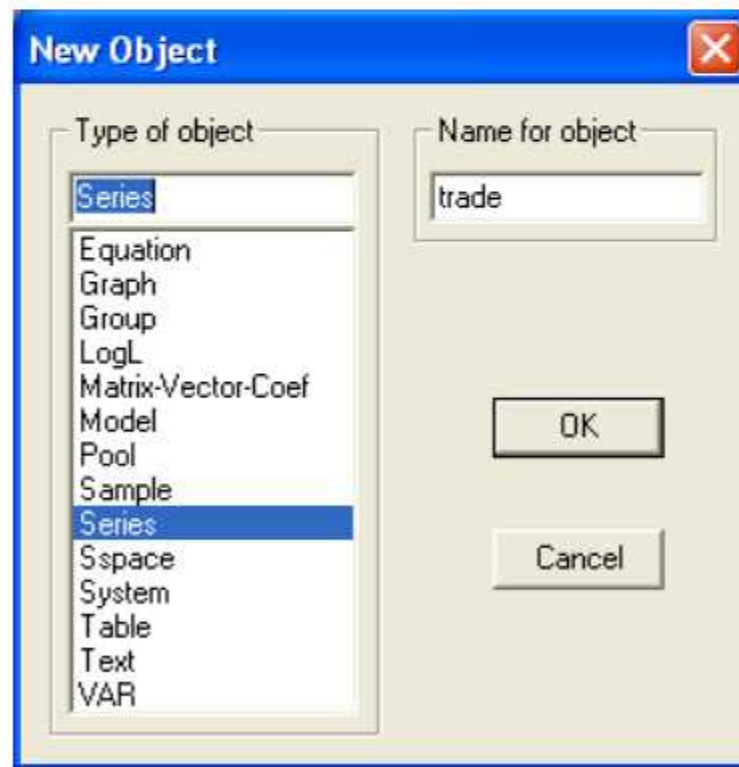 New Object
Type of object
Series
Equation
Graph
Group
LogL
Matrix-Vector-Coef
Model
Pool
Sample
Series
Sspace
System
Table
Text
VAR
Name for object
trade
OK
Cancel